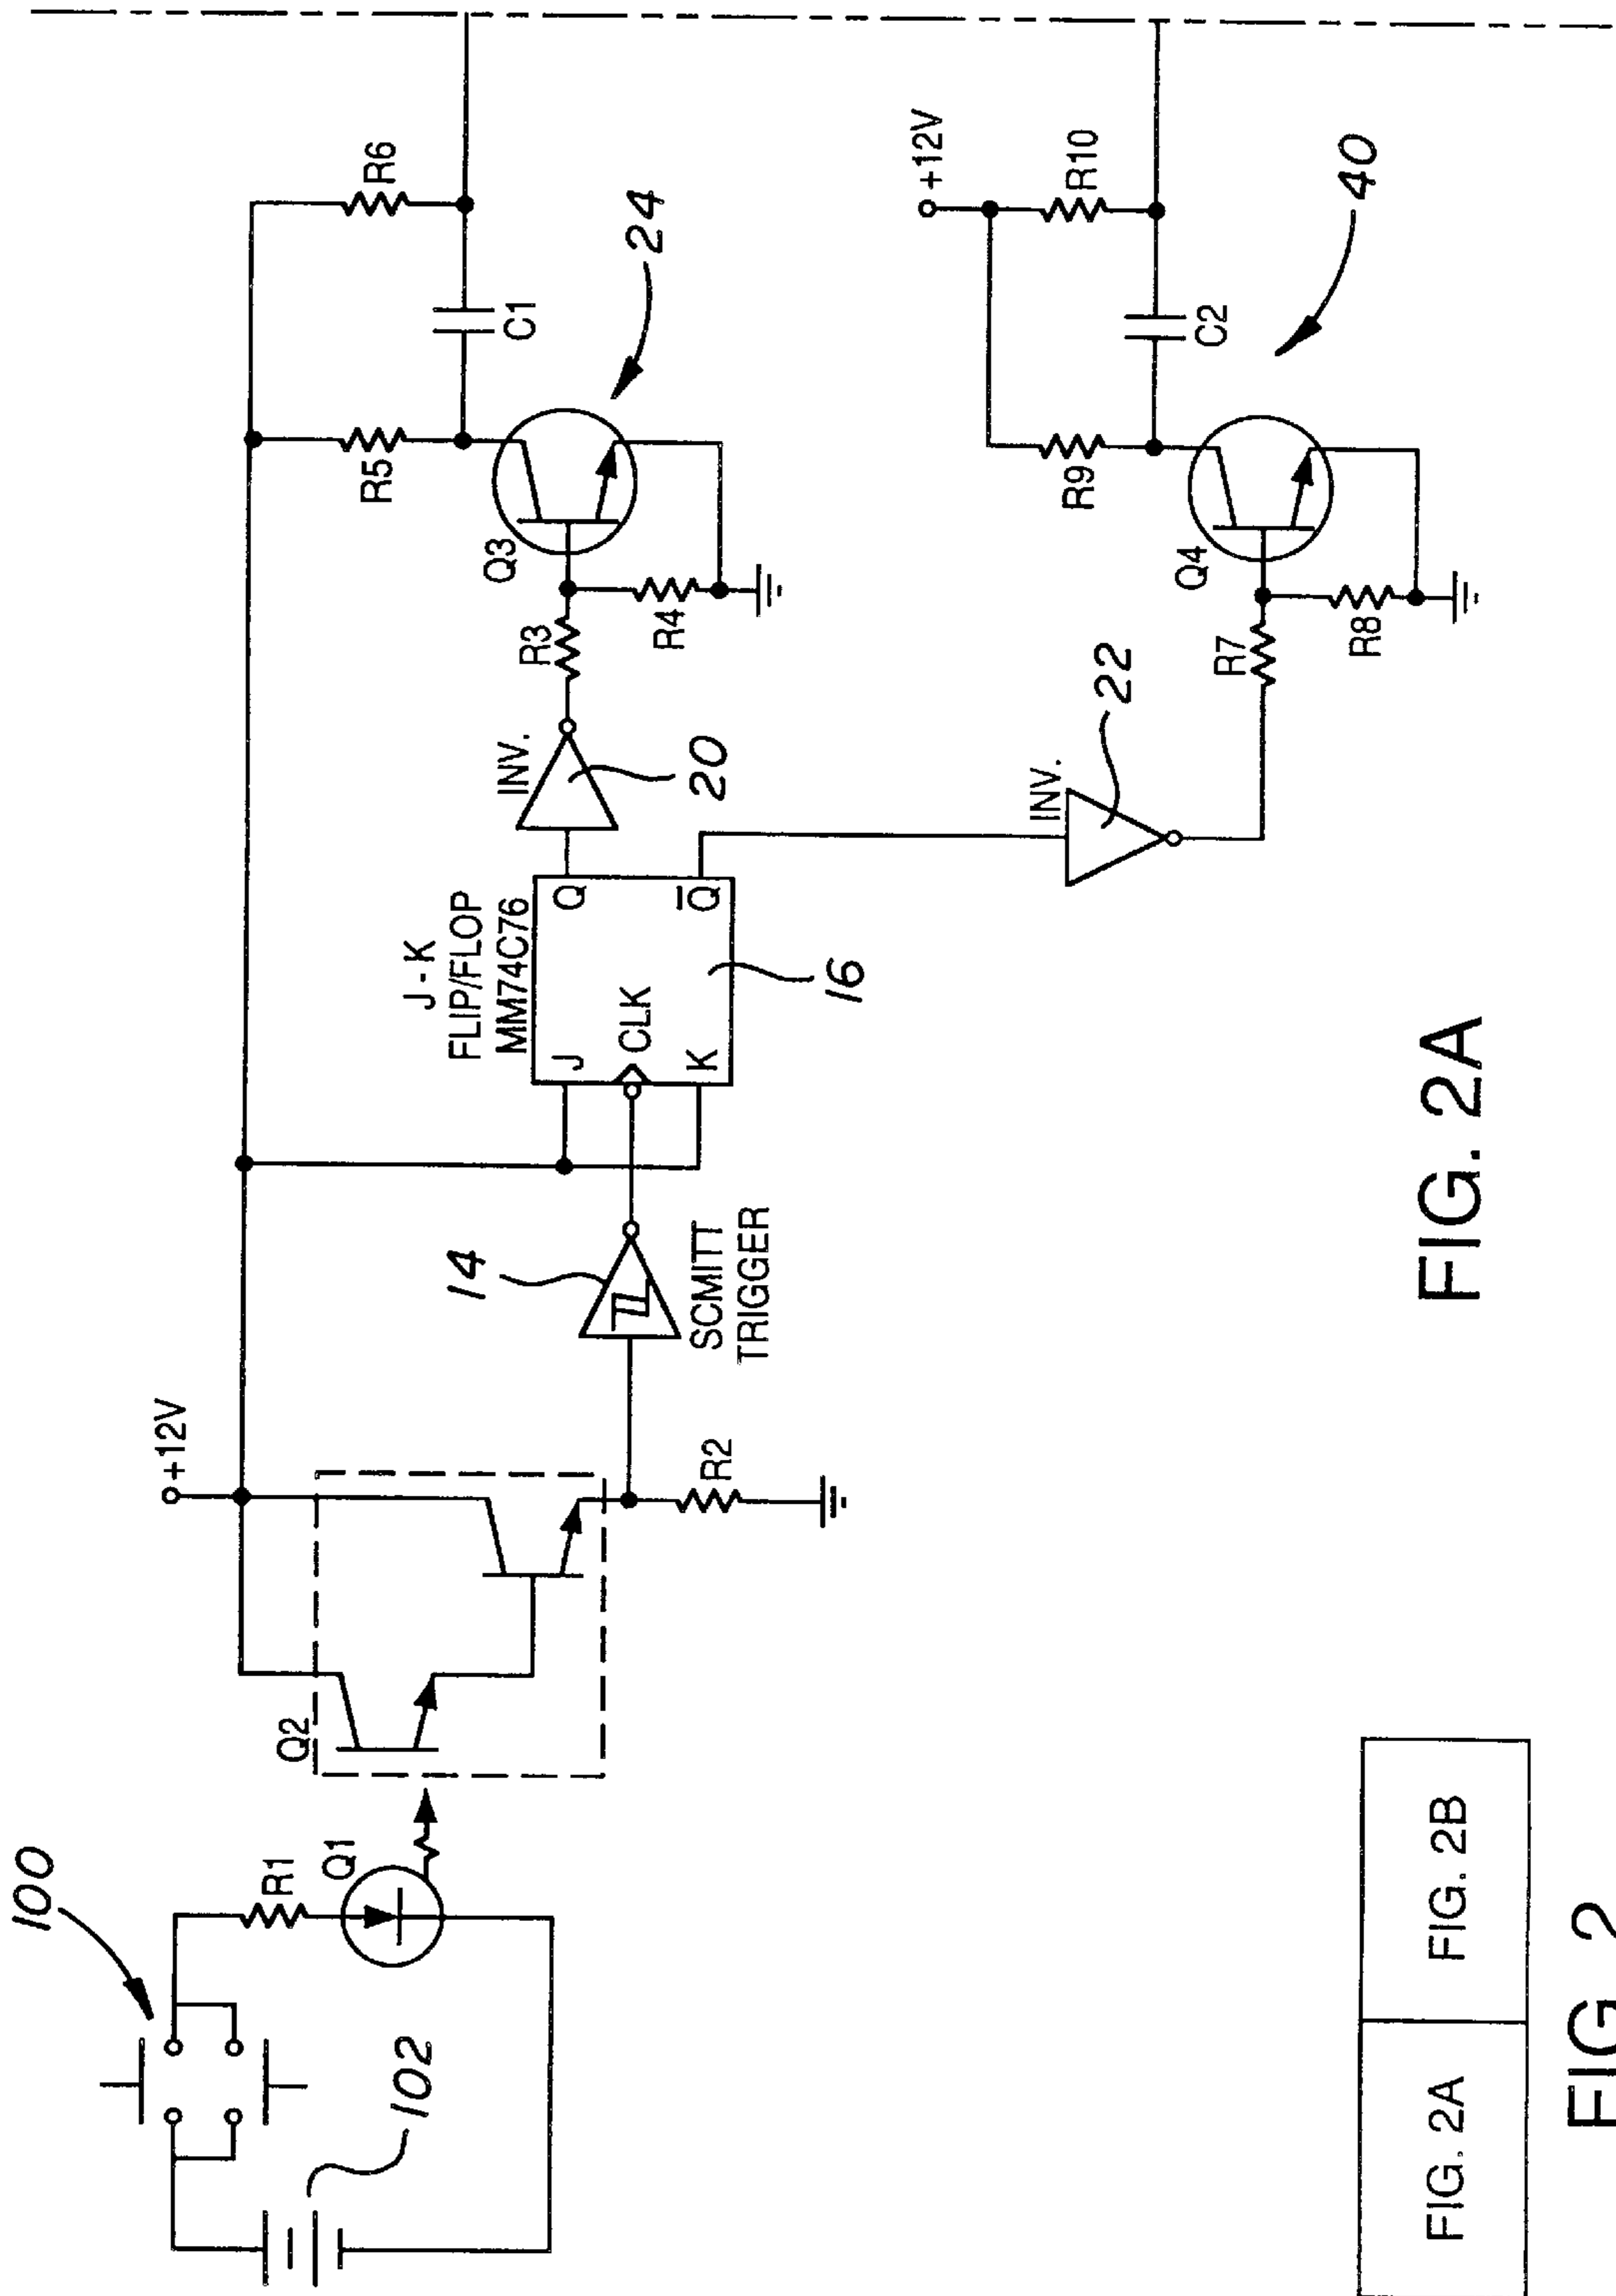 100
102
R1
Q1
Q2
+12V
R2
14
SCMITT
TRIGGER
J-K
FLIP/FLOP
MM74C76
J
CLK
K
Q
Q̅
16
INV.
20
INV.
22
R3
R4
Q3
R5
C1
R6
24
R7
R8
Q4
R9
C2
+12V
R10
40
FIG. 2A
FIG. 2A
FIG. 2B
FIG. 2